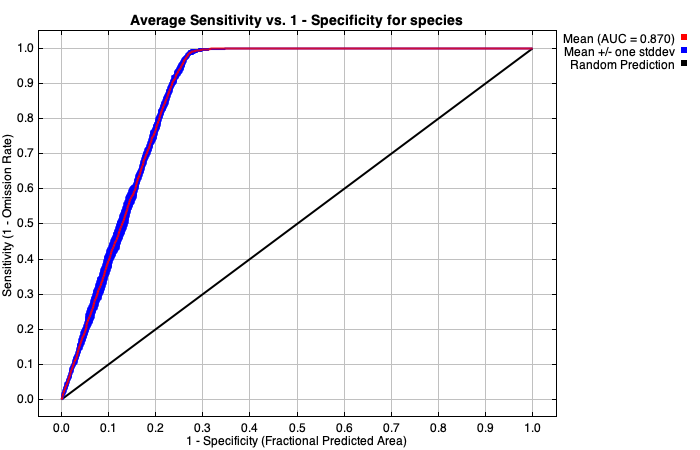 Average Sensitivity vs. 1 - Specificity for species
Mean (AUC = 0.870)
Mean +/- one stddev
Random Prediction
Sensitivity (1 - Omission Rate)
1.0
0.9
0.8
0.7
0.6
0.5
0.4
0.3
0.2
0.1
0.0
0.0 0.1 0.2 0.3 0.4 0.5 0.6 0.7 0.8 0.9 1.0
1 - Specificity (Fractional Predicted Area)